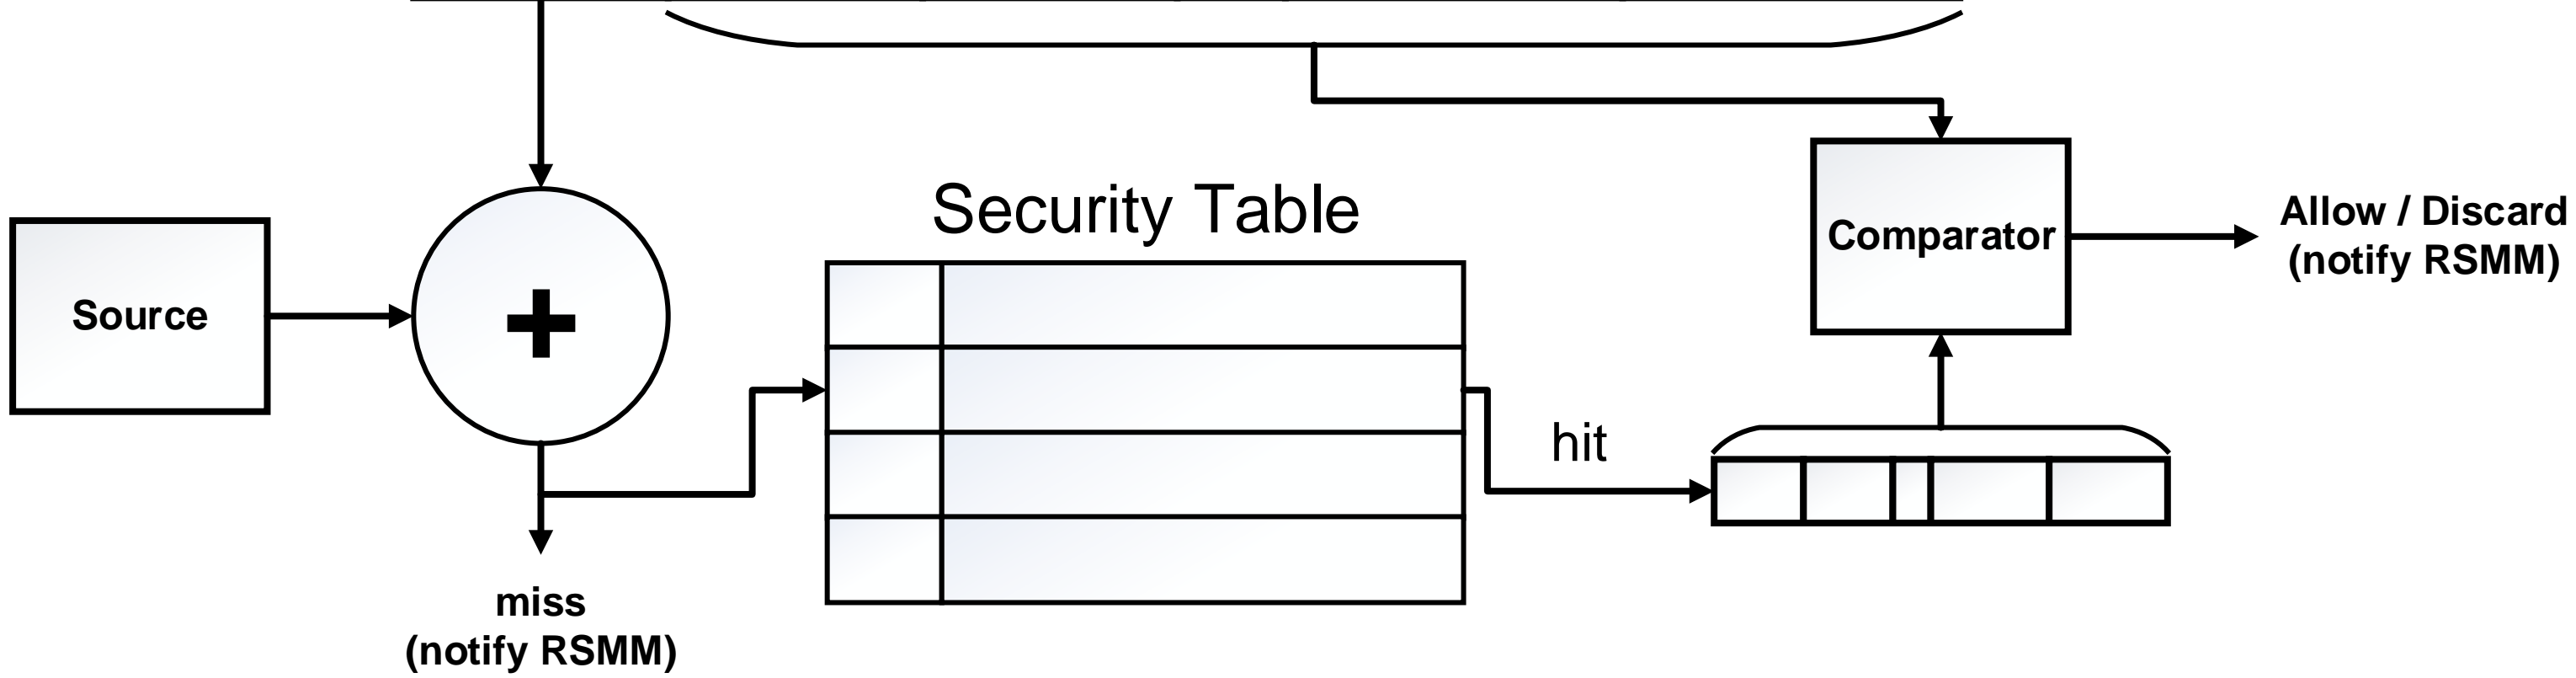 Security Table
Allow / Discard
(notify RSMM)
Comparator
Source
+
hit
miss
(notify RSMM)